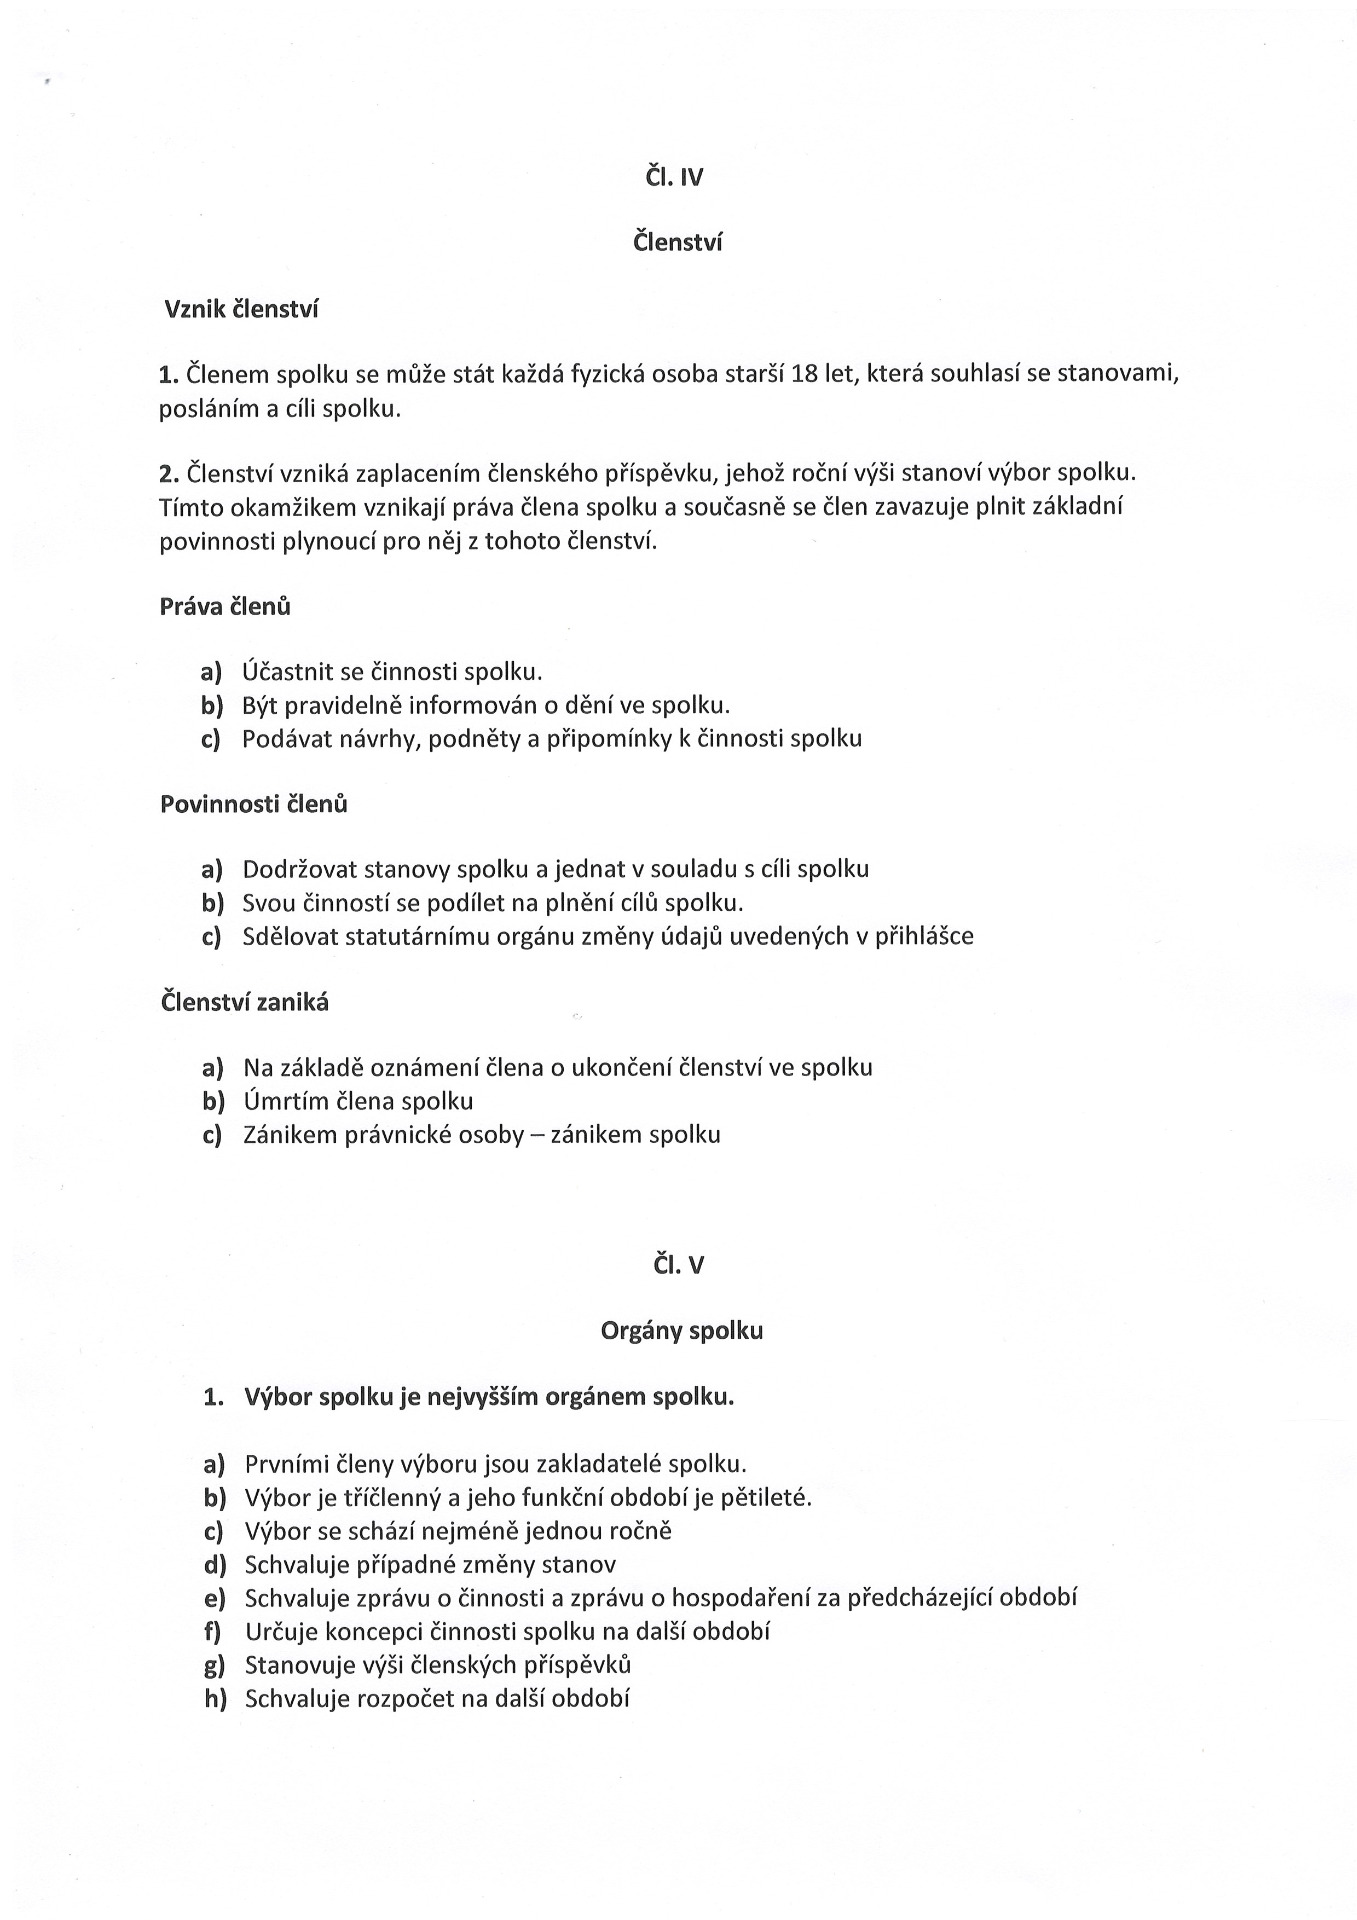 Čl. IV
Členství
Vznik členství
1. Členem spolku se může stát každá fyzická osoba starší 18 let, která souhlasí se stanovami,
posláním a cíli spolku.
2. Členství vzniká zaplacením členského příspěvku, jehož roční výši stanoví výbor spolku.
Tímto okamžikem vznikají práva člena spolku a současně se člen zavazuje plnit základní
povinnosti plynoucí pro něj z tohoto členství.
Práva členů
a) Účastnit se činnosti spolku.
b) Být pravidelně informován o dění ve spolku.
c) Podávat návrhy, podněty a připomínky k činnosti spolku
Povinnosti členů
a) Dodržovat stanovy spolku a jednat v souladu s cíli spolku
b) Svou činností se podílet na plnění cílů spolku.
c) Sdělovat statutárnímu orgánu změny údajů uvedených v přihlášce
Členství zaniká
a) Na základě oznámení člena o ukončení členství ve spolku
b) Úmrtím člena spolku
c) Zánikem právnické osoby – zánikem spolku
Čl. V
Orgány spolku
1. Výbor spolku je nejvyšším orgánem spolku.
a) Prvními členy výboru jsou zakladatelé spolku.
b) Výbor je tříčlenný a jeho funkční období je pětileté.
c) Výbor se schází nejméně jednou ročně
d) Schvaluje případné změny stanov
e) Schvaluje zprávu o činnosti a zprávu o hospodaření za předcházející období
f) Určuje koncepci činnosti spolku na další období
g) Stanovuje výši členských příspěvků
h) Schvaluje rozpočet na další období